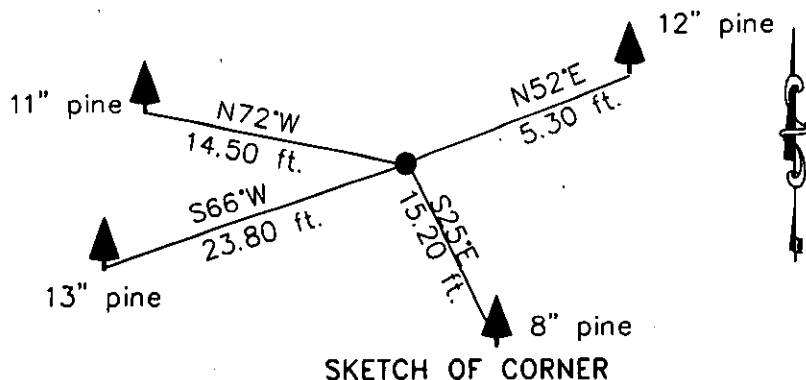 12" pine
11" pine
N72°W
14.50 ft.
N52°E
5.30 ft.
S66°W
23.80 ft.
S25°E
15.20 ft.
13" pine
8" pine
SKETCH OF CORNER